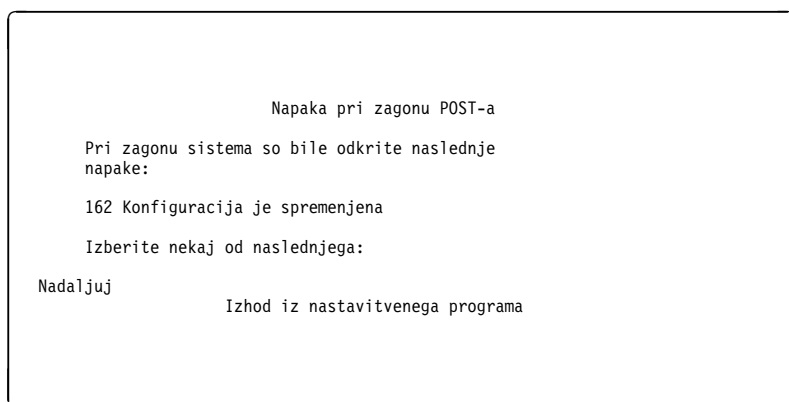 Napaka pri zagonu POST-a
Pri zagonu sistema so bile odkrite naslednje
napake:
162 Konfiguracija je spremenjena
Izberite nekaj od naslednjega:
Nadaljuj
Izhod iz nastavitvenega programa